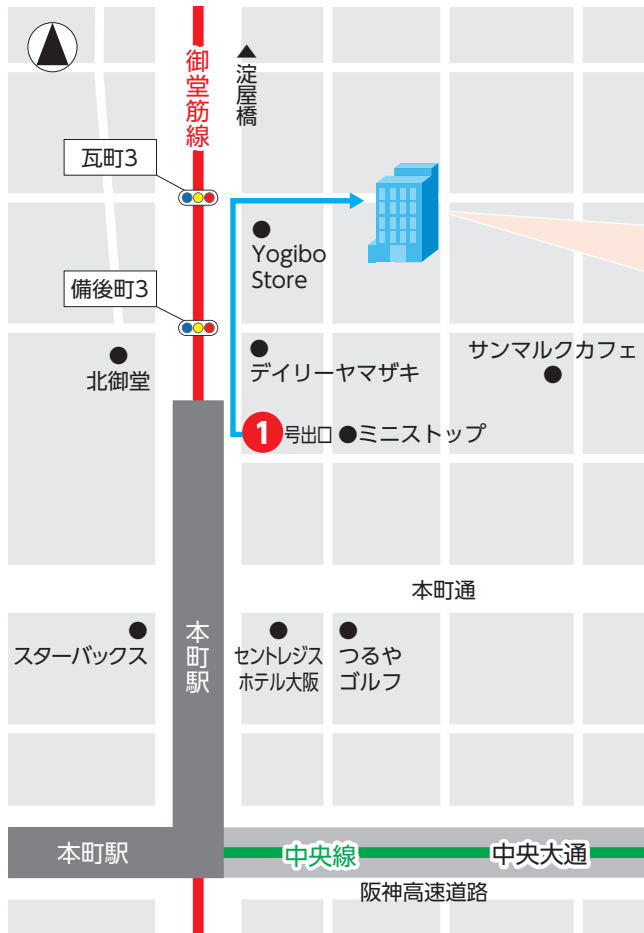 御堂筋線
▲淀屋橋
瓦町3
Yogibo
Store
備後町3
北御堂
デイリーヤマザキ
サンマルクカフェ
1号出口
ミニストップ
本町通
スターバックス
本町駅
セントレジス
ホテル大阪
つるや
ゴルフ
本町駅
中央線
中央大通
阪神高速道路